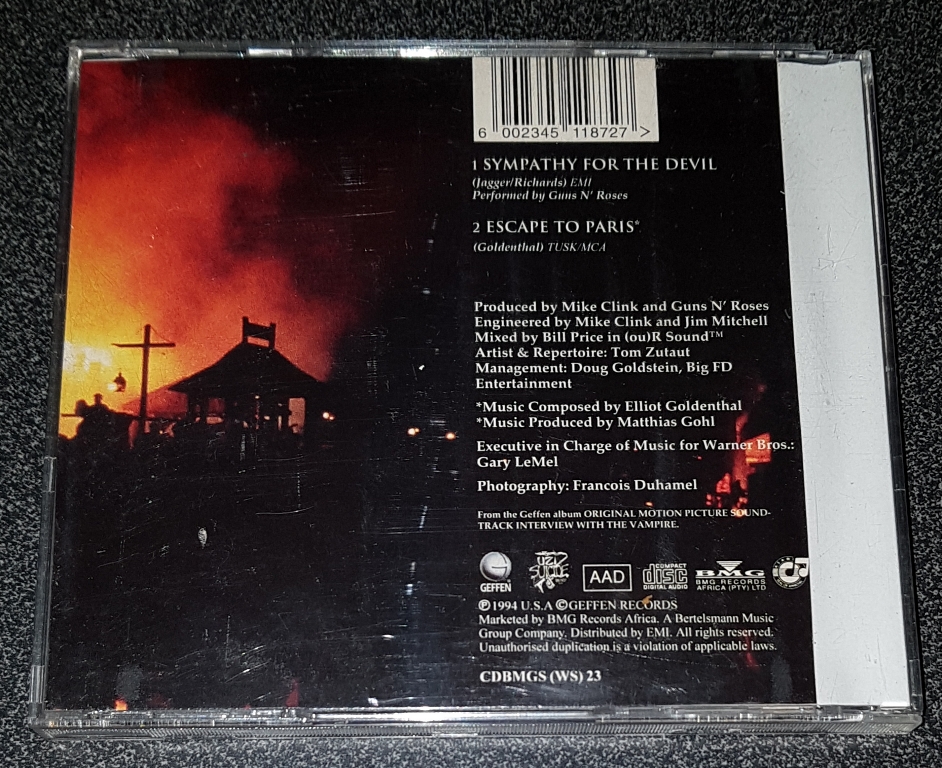 6 002345 118727 >
1 SYMPATHY FOR THE DEVIL
(Jagger/Richards) EMI
Performed by Guns N' Roses
2 ESCAPE TO PARIS*
(Goldenthal) TUSK/MCA
Produced by Mike Clink and Guns N' Roses
Engineered by Mike Clink and Jim Mitchell
Mixed by Bill Price in (ou)R Sound™
Artist & Repertoire: Tom Zutaut
Management: Doug Goldstein, Big FD
Entertainment
*Music Composed by Elliot Goldenthal
*Music Produced by Matthias Gohl
Executive in Charge of Music for Warner Bros.:
Gary LeMel
Photography: Francois Duhamel
From the Geffen album ORIGINAL MOTION PICTURE SOUND-
TRACK INTERVIEW WITH THE VAMPIRE.
GEFFEN
UZI SUICIDE
AAD
COMPACT disc DIGITAL AUDIO
BMG
BMG RECORDS
AFRICA (PTY) LTD
℗1994 U.S.A ©GEFFEN RECORDS
Marketed by BMG Records Africa. A Bertelsmann Music
Group Company. Distributed by EMI. All rights reserved.
Unauthorised duplication is a violation of applicable laws.
CDBMGS (WS) 23